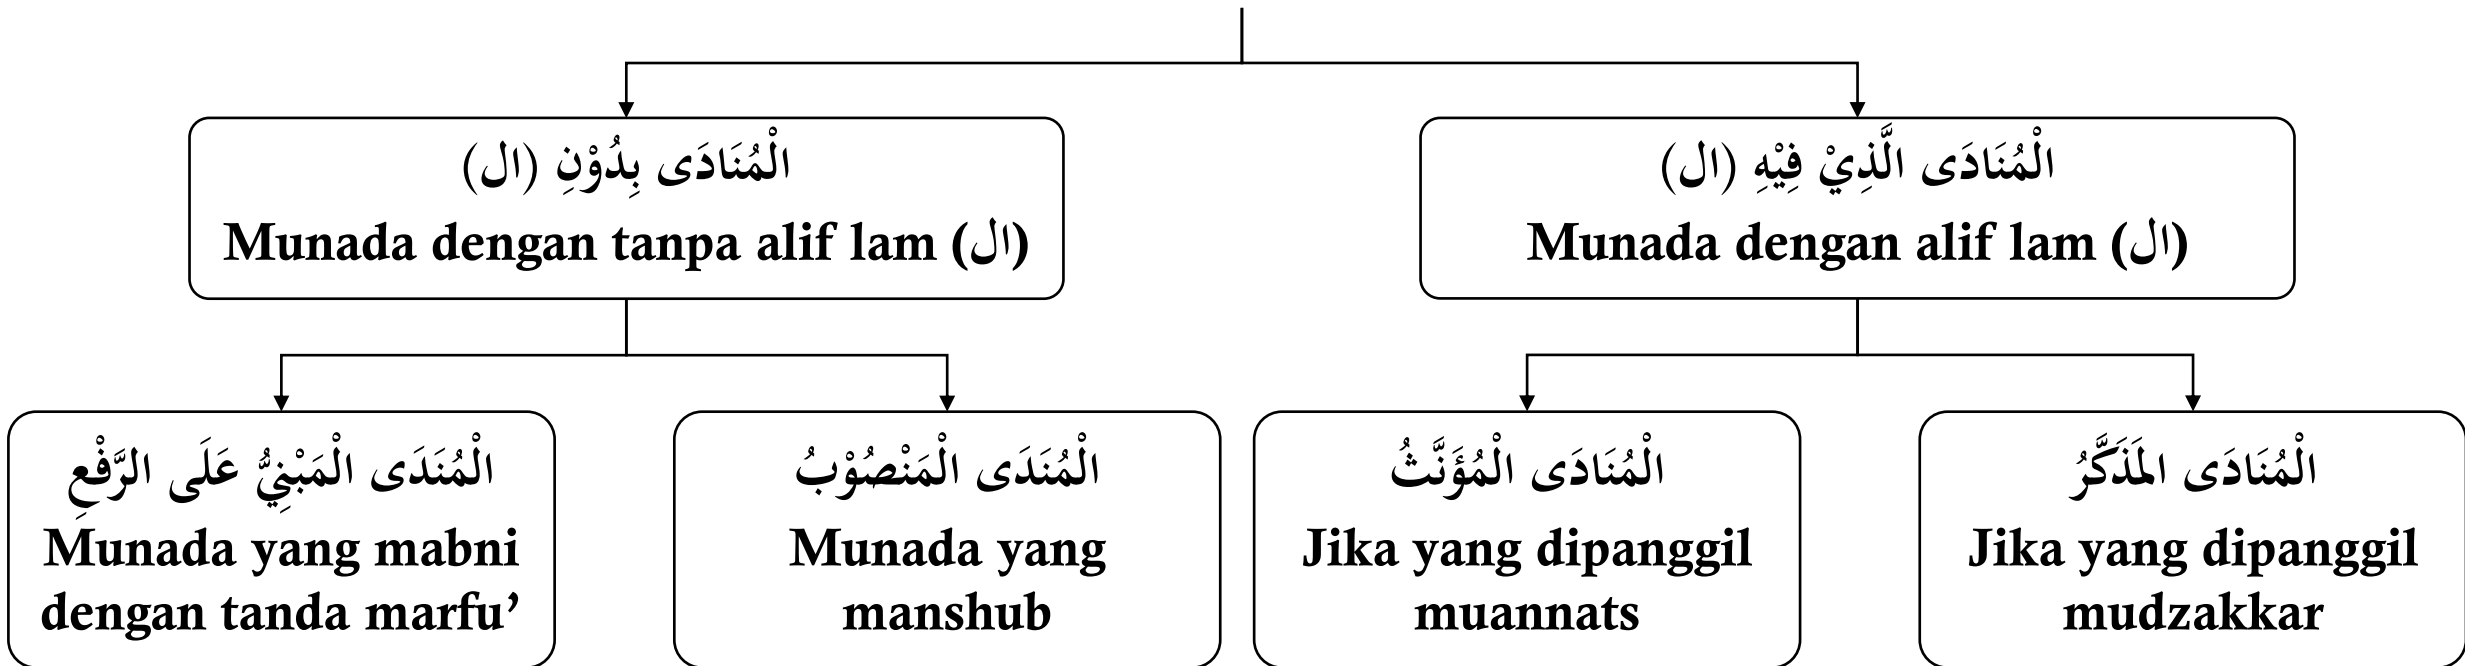 الْمُنَادَى الَّذِيْ فِيْهِ (ال)
Munada dengan alif lam (ال)
الْمُنَادَى بِدُوْنِ (ال)
Munada dengan tanpa alif lam (ال)
الْمُنَادَى المَذَكَّرُ
Jika yang dipanggil
mudzakkar
الْمُنَادَى الْمُؤَنَّثُ
Jika yang dipanggil
muannats
الْمُنَدَى الْمَنْصُوْبُ
Munada yang
manshub
الْمُنَدَى الْمَبْنِيُّ عَلَى الرَّفْعِ
Munada yang mabni
dengan tanda marfu’